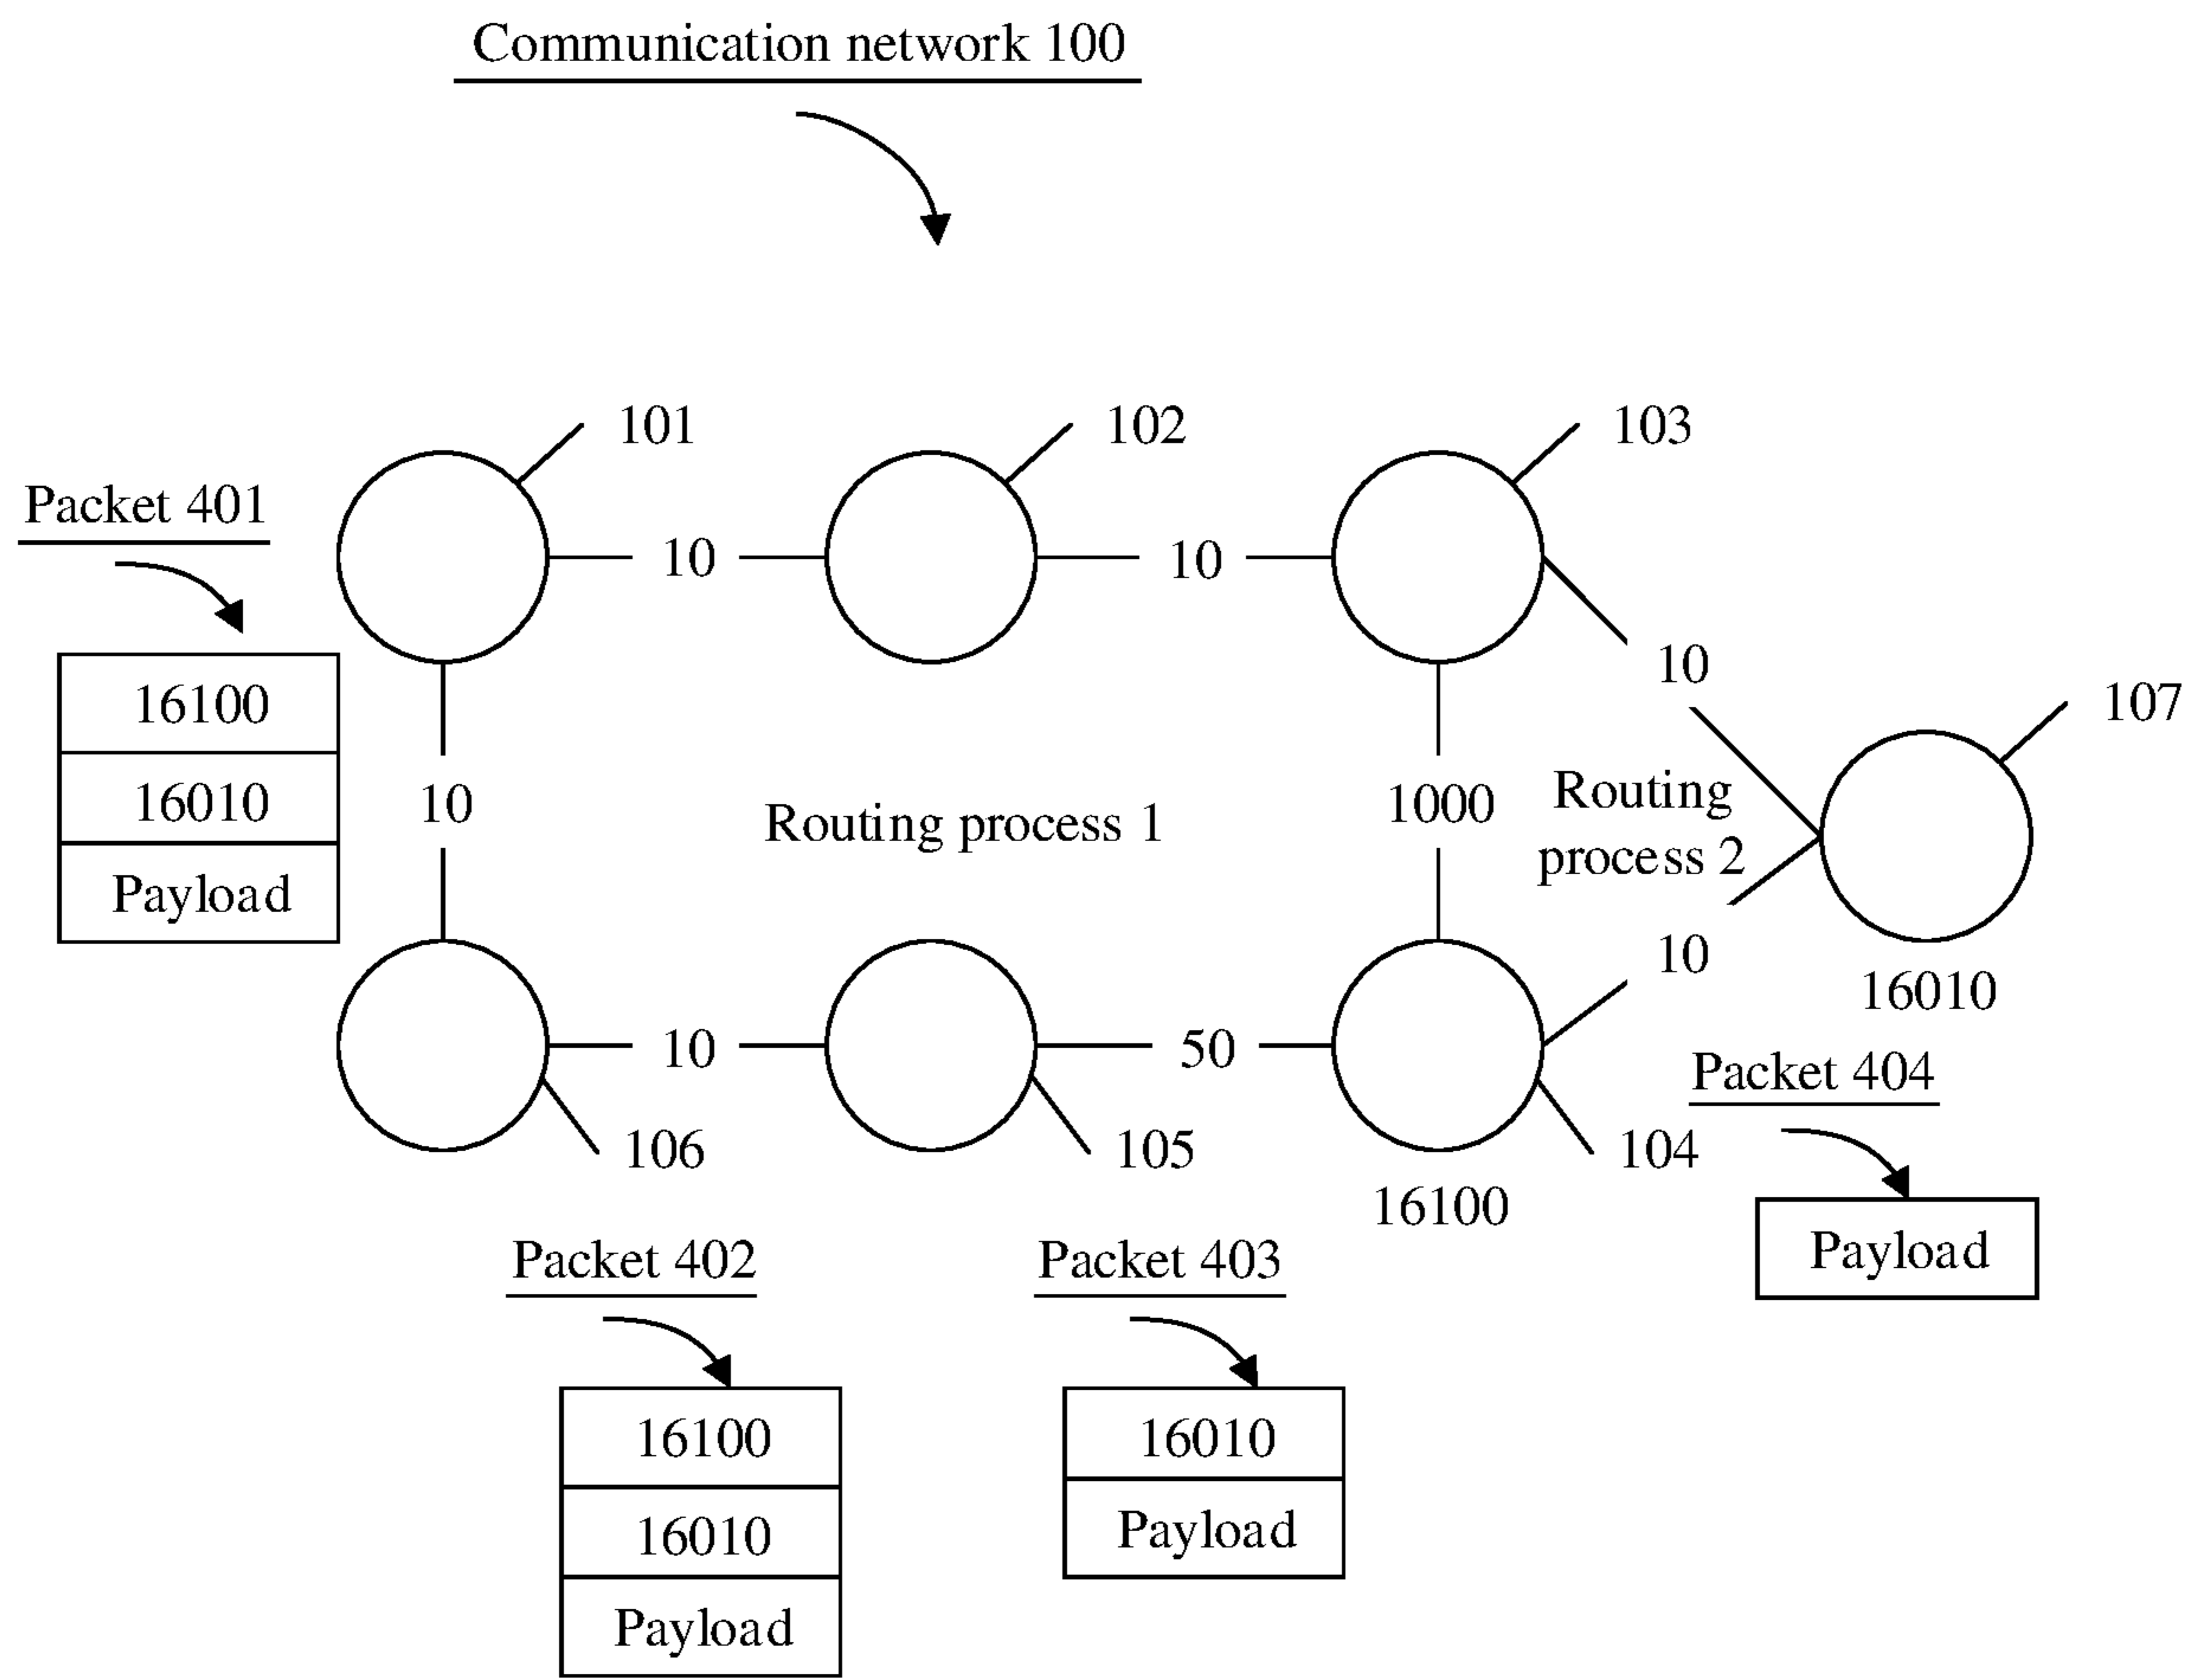 Communication network 100
101
102
103
Packet 401
10
10
10
107
16100
16010
Payload
10
Routing process 1
1000
Routing
process 2
10
16010
10
50
Packet 404
106
105
104
16100
Payload
Packet 402
Packet 403
16100
16010
Payload
16010
Payload